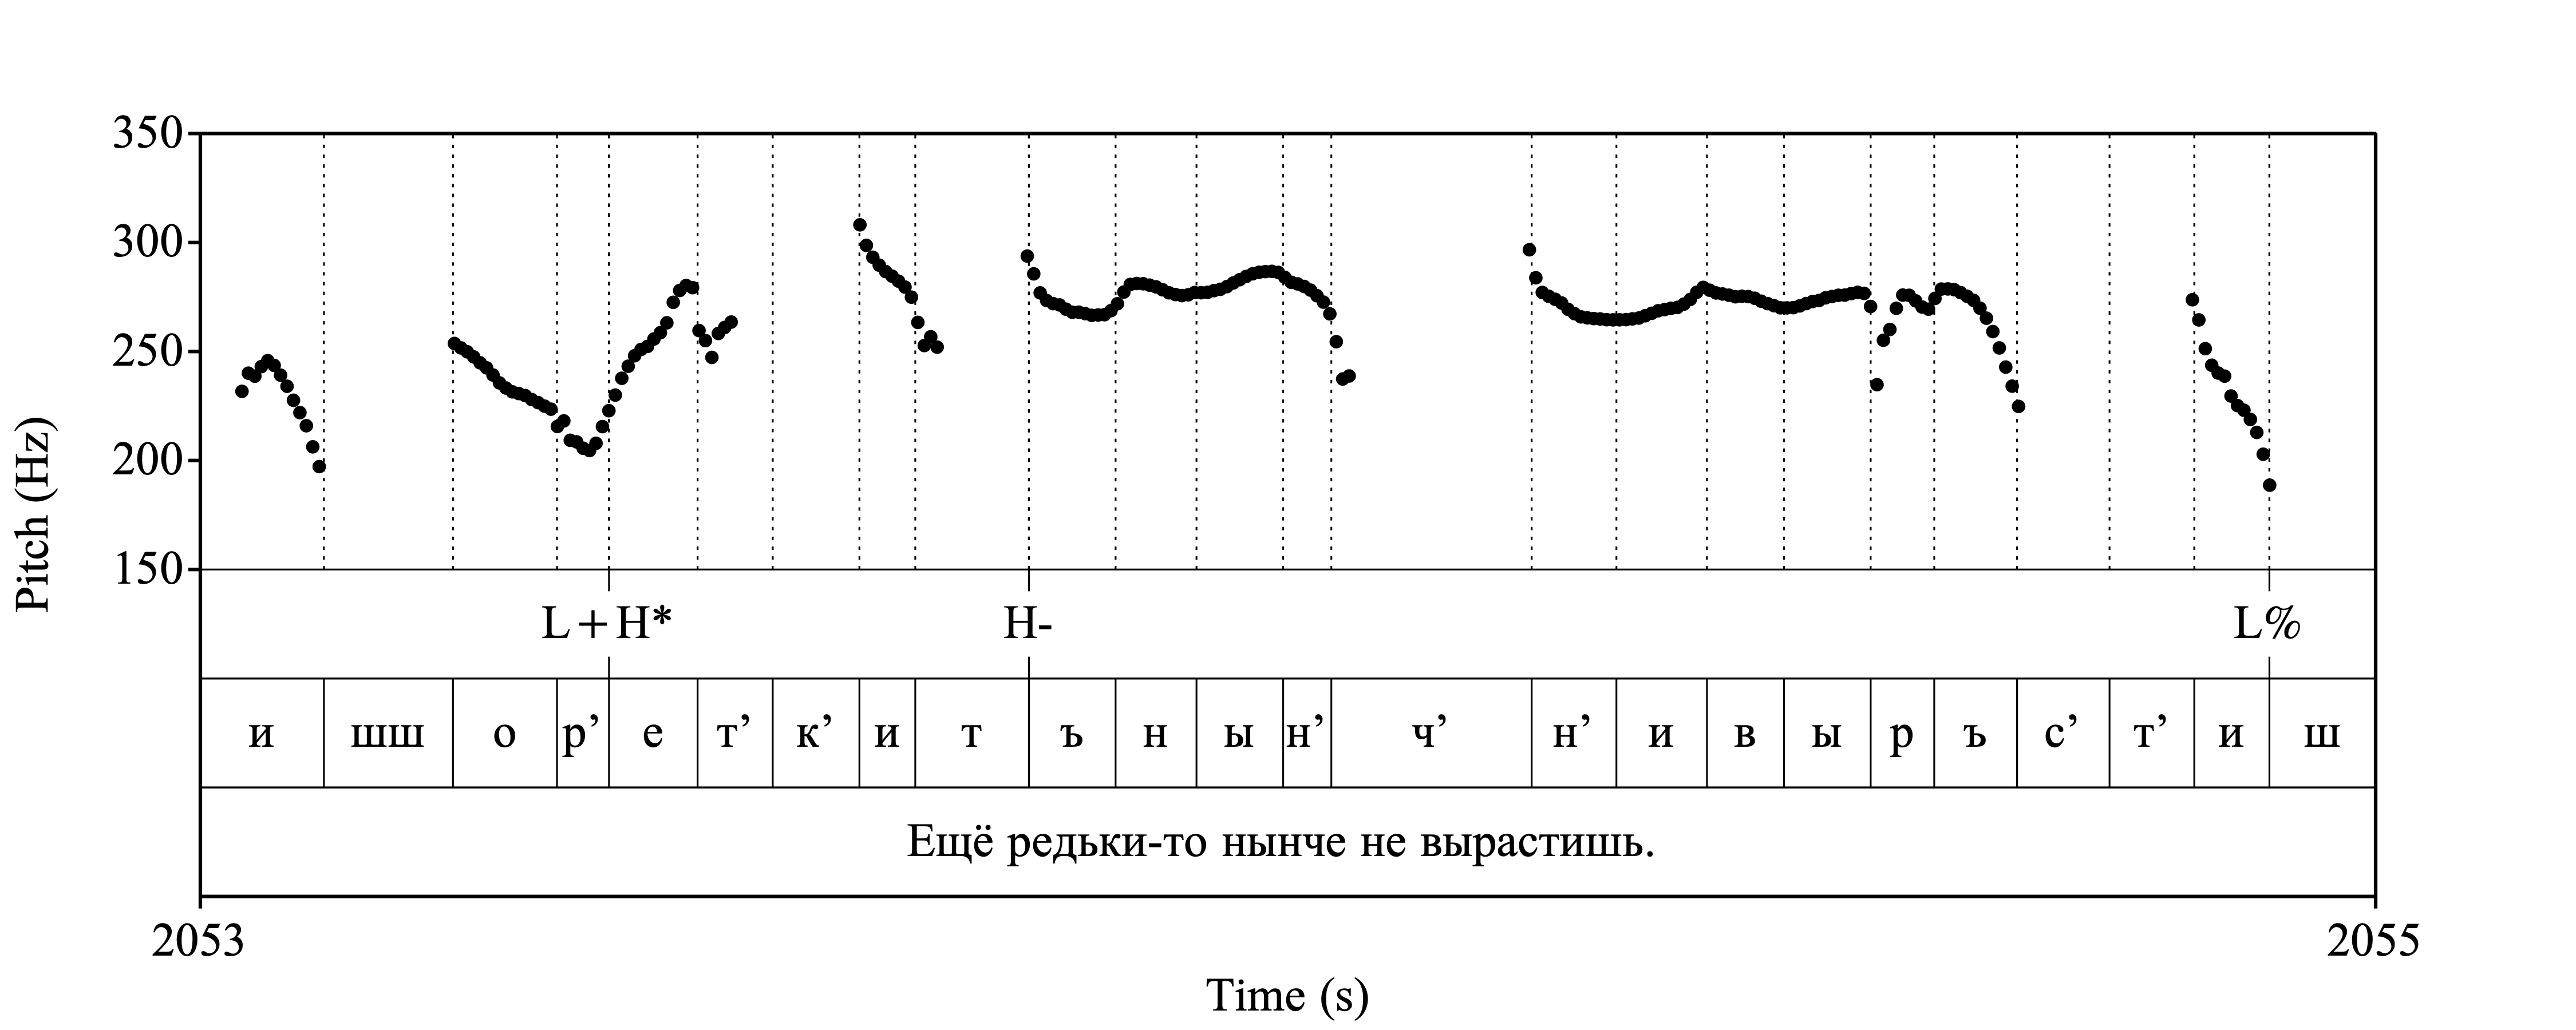 350
300
250
200
150
Pitch (Hz)
L+H* H- L%
и шш о р’ е т’ к’ и т ъ н ы н’ ч’ н’ и в ы р ъ с’ т’ и ш
Ещё редьки-то нынче не вырастишь.
2053 2055
Time (s)